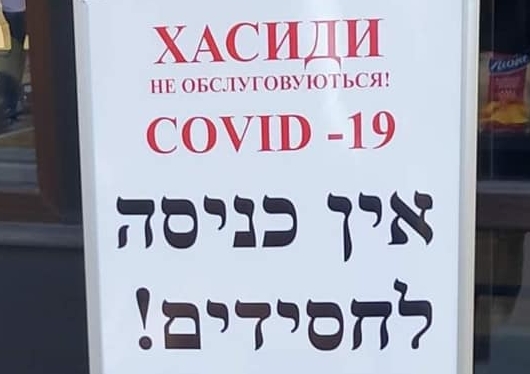 ХАСИДИ
НЕ ОБСЛУГОВУЮТЬСЯ!
COVID -19
אין כניסה
לחסידים!